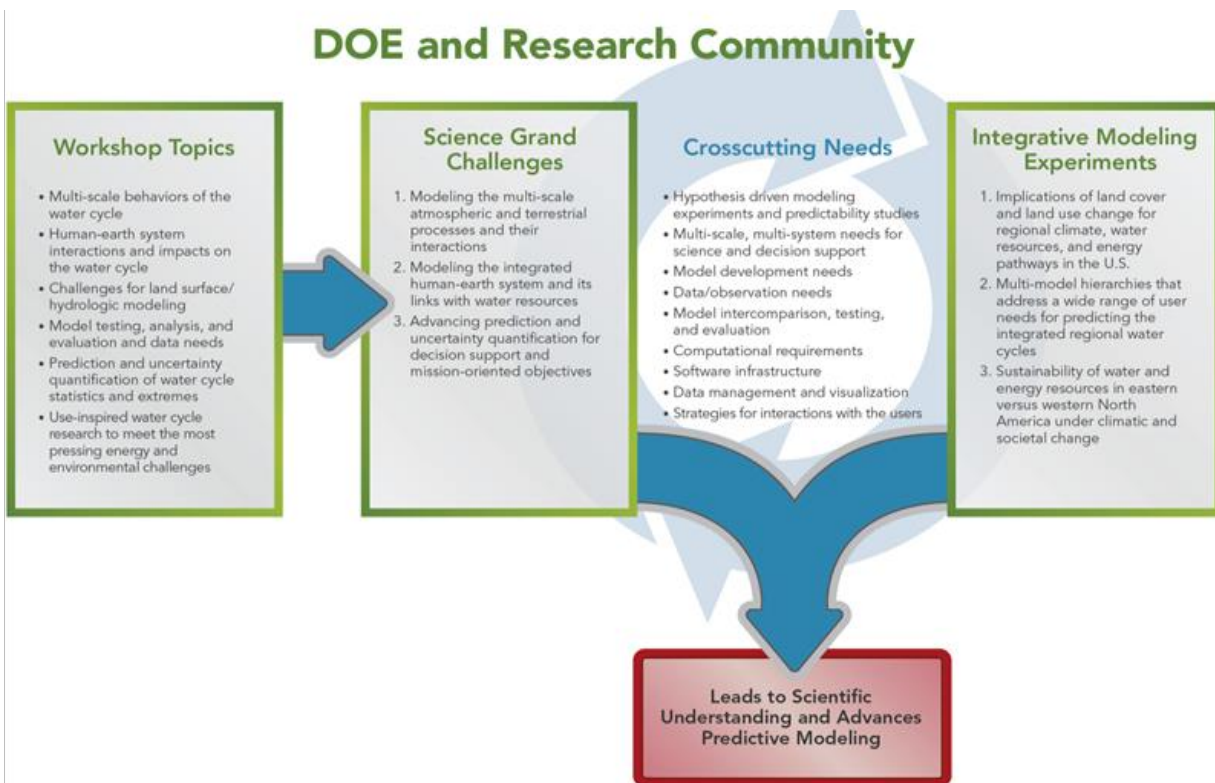 DOE and Research Community
Workshop Topics
• Multi-scale behaviors of the
water cycle
• Human-earth system
interactions and impacts on
the water cycle
• Challenges for land surface/
hydrologic modeling
• Model testing, analysis, and
evaluation and data needs
• Prediction and uncertainty
quantification of water cycle
statistics and extremes
• Use-inspired water cycle
research to meet the most
pressing energy and
environmental challenges
Science Grand
Challenges
1. Modeling the multi-scale
atmospheric and terrestrial
processes and their
interactions
2. Modeling the integrated
human-earth system and its
links with water resources
3. Advancing prediction and
uncertainty quantification for
decision support and
mission-oriented objectives
Crosscutting Needs
• Hypothesis driven modeling
experiments and predictability studies
• Multi-scale, multi-system needs for
science and decision support
• Model development needs
• Data/observation needs
• Model intercomparison, testing,
and evaluation
• Computational requirements
• Software infrastructure
• Data management and visualization
• Strategies for interactions with the users
Integrative Modeling
Experiments
1. Implications of land cover
and land use change for
regional climate, water
resources, and energy
pathways in the U.S.
2. Multi-model hierarchies that
address a wide range of user
needs for predicting the
integrated regional water
cycles
3. Sustainability of water and
energy resources in eastern
versus western North
America under climatic and
societal change
Leads to Scientific
Understanding and Advances
Predictive Modeling